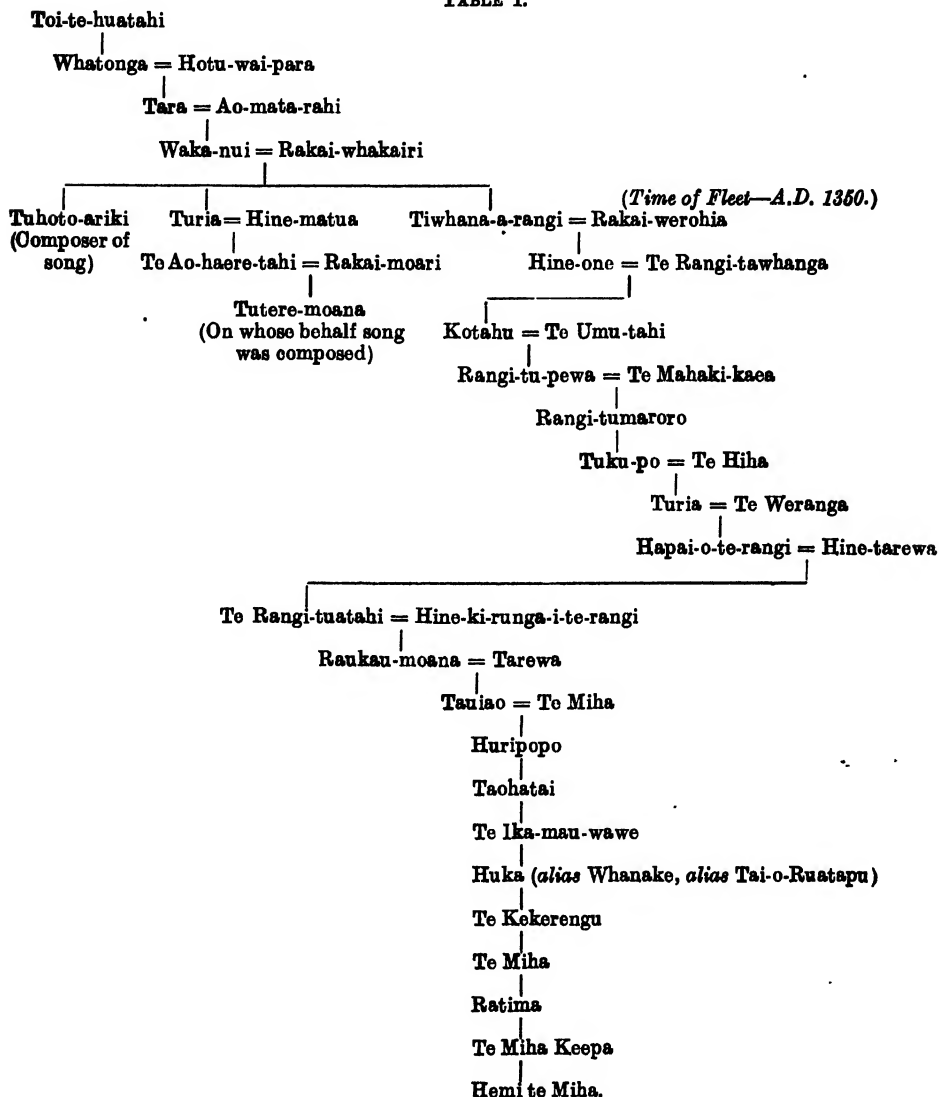 TABLE I.
Toi-te-huatahi
Whatonga = Hotu-wai-para
Tara = Ao-mata-rahi
Waka-nui = Rakai-whakairi
(Time of Fleet—A.D. 1350.)
Tuhoto-ariki Turia = Hine-matua Tiwhana-a-rangi = Rakai-werohia
(Composer of
song) Te Ao-haere-tahi = Rakai-moari Hine-one = Te Rangi-tawhanga
Tutere-moana
(On whose behalf song Kotahu = Te Umu-tahi
was composed)
Rangi-tu-pewa = Te Mahaki-kaea
Rangi-tumaroro
Tuku-po = Te Hiha
Turia = Te Weranga
Hapai-o-te-rangi = Hine-tarewa
Te Rangi-tuatahi = Hine-ki-runga-i-te-rangi
Raukau-moana = Tarewa
Tauiao = Te Miha
Huripopo
Taohatai
Te Ika-mau-wawe
Huka (alias Whanake, alias Tai-o-Ruatapu)
Te Kekerengu
Te Miha
Ratima
Te Miha Keepa
Hemi te Miha.